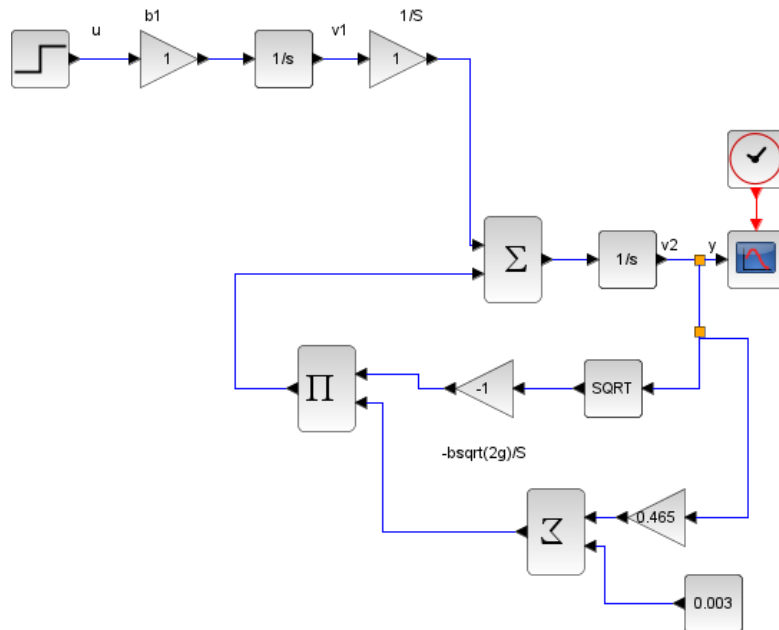 b1
1/S
u
v1
1
1/s
1
Σ
1/s
v2
y
Π
-1
SQRT
-bsqrt(2g)/S
Σ
0.465
0.003